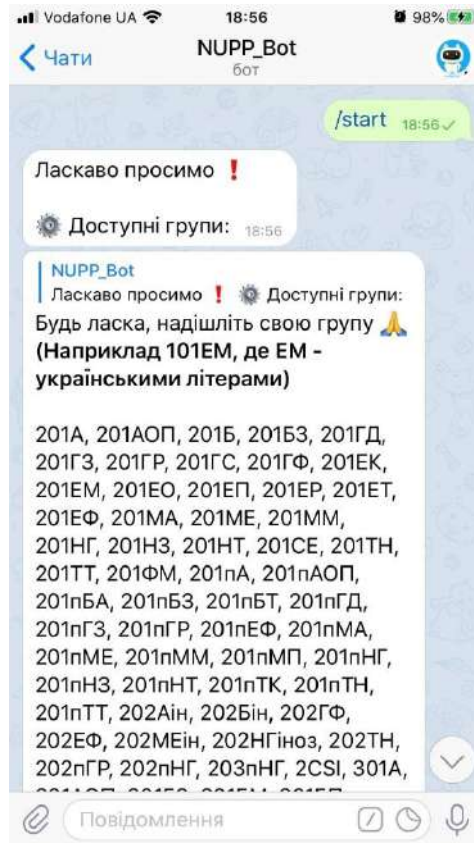 Vodafone UA 18:56 98%
Чати NUPP_Bot
бот
/start 18:56
Ласкаво просимо ❗
⚙️ Доступні групи: 18:56
NUPP_Bot
Ласкаво просимо ❗ ⚙️ Доступні групи:
Будь ласка, надішліть свою групу 🙏
(Наприклад 101ЕМ, де ЕМ -
українськими літерами)
201А, 201АОП, 201Б, 201БЗ, 201ГД,
201ГЗ, 201ГР, 201ГС, 201ГФ, 201ЕК,
201ЕМ, 201ЕО, 201ЕП, 201ЕР, 201ЕТ,
201ЕФ, 201МА, 201МЕ, 201ММ,
201НГ, 201НЗ, 201НТ, 201СЕ, 201ТН,
201ТТ, 201ФМ, 201пА, 201пАОП,
201пБА, 201пБЗ, 201пБТ, 201пГД,
201пГЗ, 201пГР, 201пЕФ, 201пМА,
201пМЕ, 201пММ, 201пМП, 201пНГ,
201пНЗ, 201пНТ, 201пТК, 201пТН,
201пТТ, 202Аін, 202Бін, 202ГФ,
202ЕФ, 202МЕін, 202НГіноз, 202ТН,
202пГР, 202пНГ, 203пНГ, 2CSI, 301А,
Повідомлення